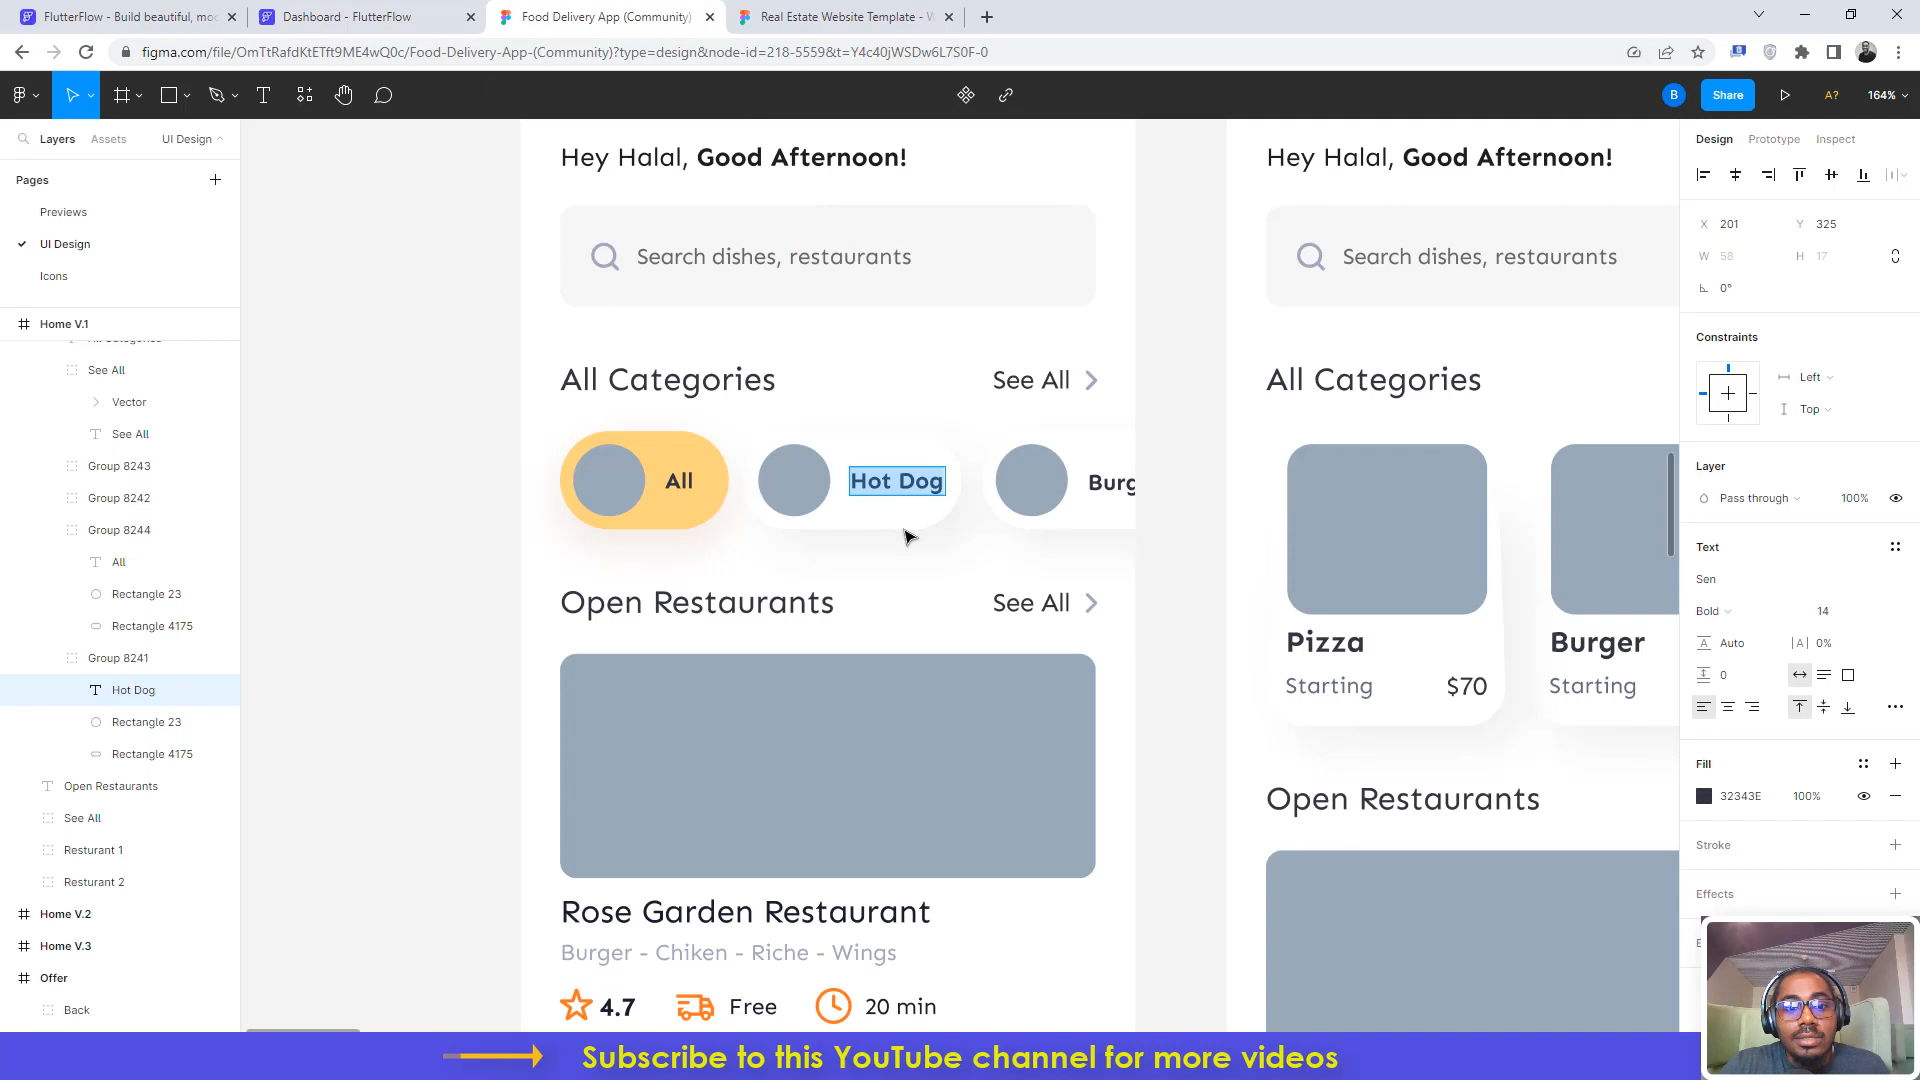 FlutterFlow - Build beautiful, mo
Dashboard - FlutterFlow
Food Delivery App (Community)
Real Estate Website Template - W
figma.com/file/OmTtRafdKtETft9ME4wQ0c/Food-Delivery-App-(Community)?type=design&node-id=218-5559&t=Y4c40jWSDw6L7S0F-0
B
Share
A?
164%
Layers
Assets
UI Design
Pages
Previews
UI Design
Icons
Home V.1
See All
Vector
See All
Group 8243
Group 8242
Group 8244
All
Rectangle 23
Rectangle 4175
Group 8241
Hot Dog
Rectangle 23
Rectangle 4175
Open Restaurants
See All
Resturant 1
Resturant 2
Home V.2
Home V.3
Offer
Back
Hey Halal, Good Afternoon!
Search dishes, restaurants
All Categories
See All
All
Hot Dog
Burg
Open Restaurants
See All
Rose Garden Restaurant
Burger - Chiken - Riche - Wings
4.7
Free
20 min
Hey Halal, Good Afternoon!
Search dishes, restaurants
All Categories
Pizza
Burger
Starting
$70
Starting
Open Restaurants
Design
Prototype
Inspect
X 201
Y 325
W 58
H 17
0°
Constraints
Left
Top
Layer
Pass through
100%
Text
Sen
Bold
14
Auto
0%
0
Fill
32343E
100%
Stroke
Effects
Subscribe to this YouTube channel for more videos